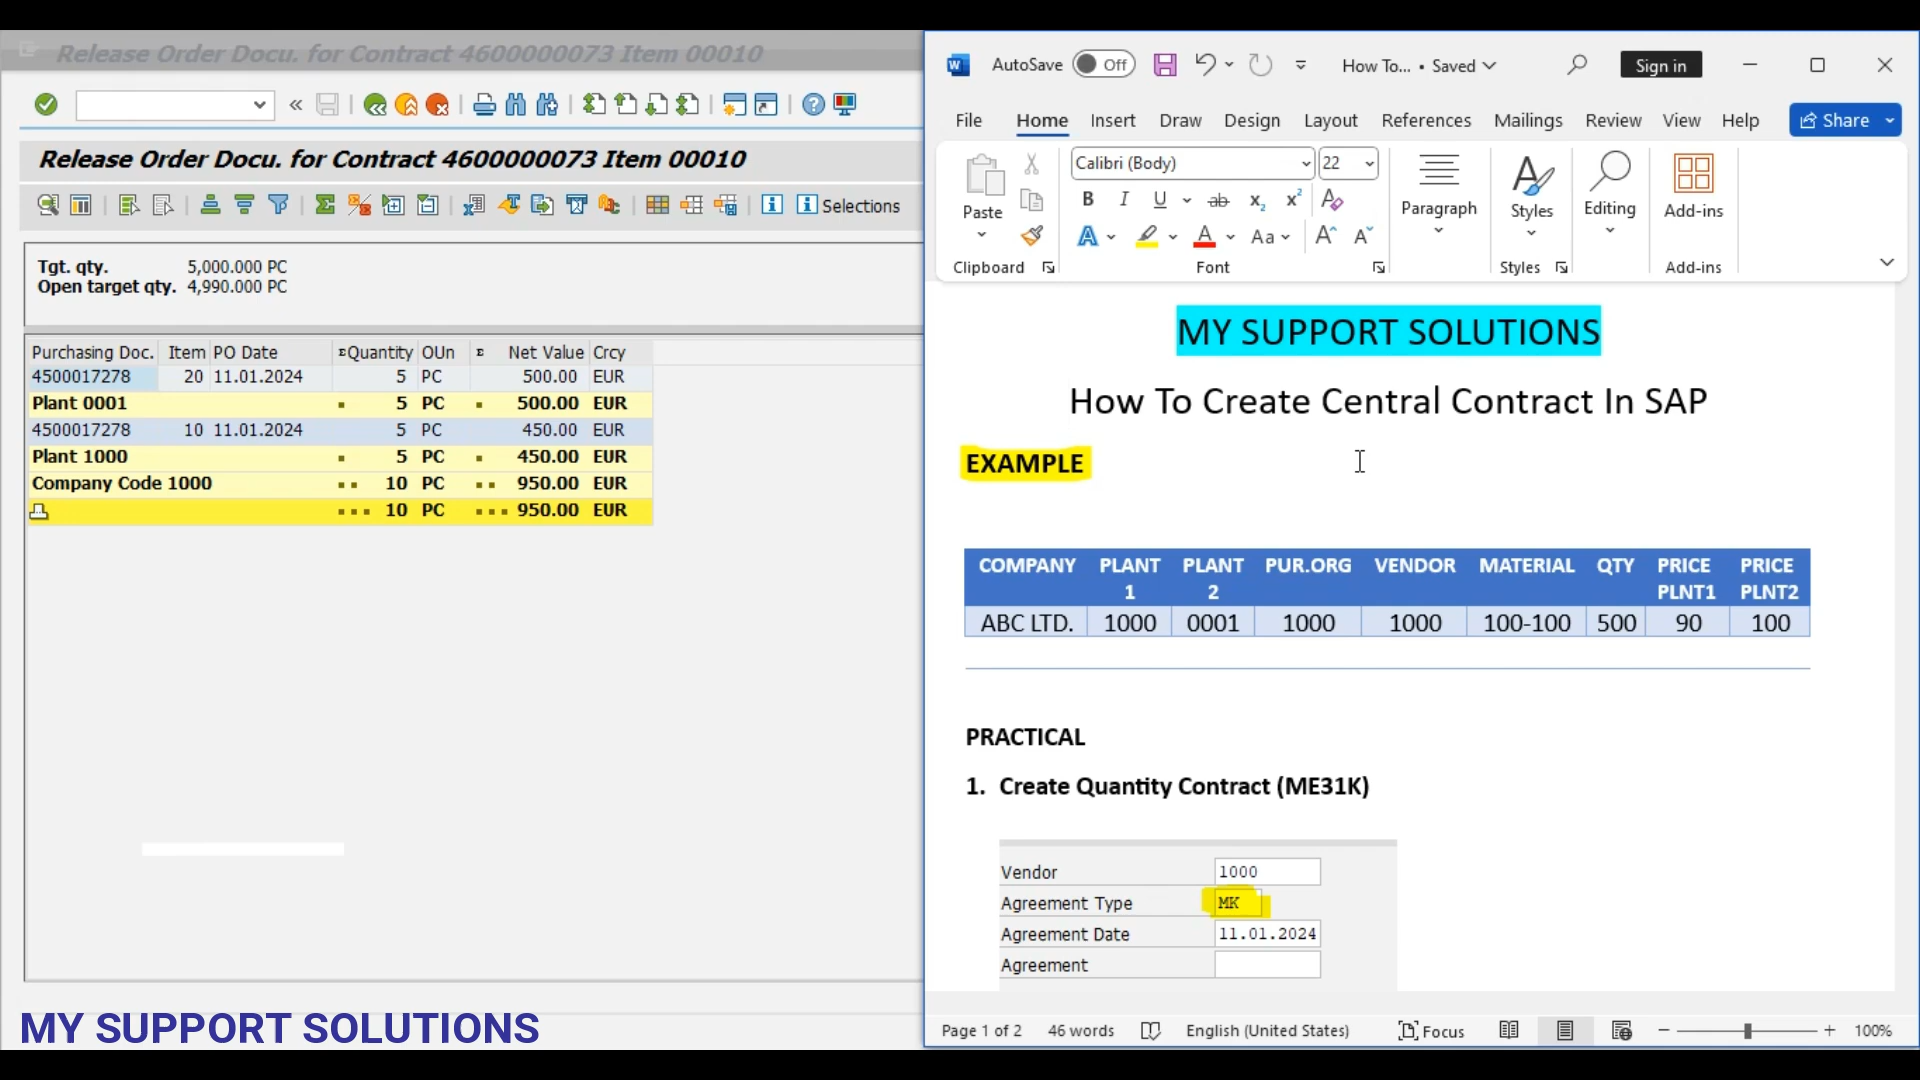 Release Order Docu. for Contract 4600000073 Item 00010
Release Order Docu. for Contract 4600000073 Item 00010
Selections
Tgt. qty. 5,000.000 PC
Open target qty. 4,990.000 PC
Purchasing Doc. Item PO Date ΣQuantity OUn Σ Net Value Crcy
4500017278 20 11.01.2024 5 PC 500.00 EUR
Plant 0001 5 PC 500.00 EUR
4500017278 10 11.01.2024 5 PC 450.00 EUR
Plant 1000 5 PC 450.00 EUR
Company Code 1000 10 PC 950.00 EUR
10 PC 950.00 EUR
MY SUPPORT SOLUTIONS
AutoSave Off How To... • Saved Sign in
File Home Insert Draw Design Layout References Mailings Review View Help Share
Paste
Clipboard
Calibri (Body) 22
B I U ab x2 x2 A
A A Aa A A
Font
Paragraph
Styles
Styles
Editing
Add-ins
Add-ins
MY SUPPORT SOLUTIONS
How To Create Central Contract In SAP
EXAMPLE
COMPANY PLANT 1 PLANT 2 PUR.ORG VENDOR MATERIAL QTY PRICE PLNT1 PRICE PLNT2
ABC LTD. 1000 0001 1000 1000 100-100 500 90 100
PRACTICAL
1. Create Quantity Contract (ME31K)
Vendor 1000
Agreement Type MK
Agreement Date 11.01.2024
Agreement
Page 1 of 2 46 words English (United States) Focus 100%